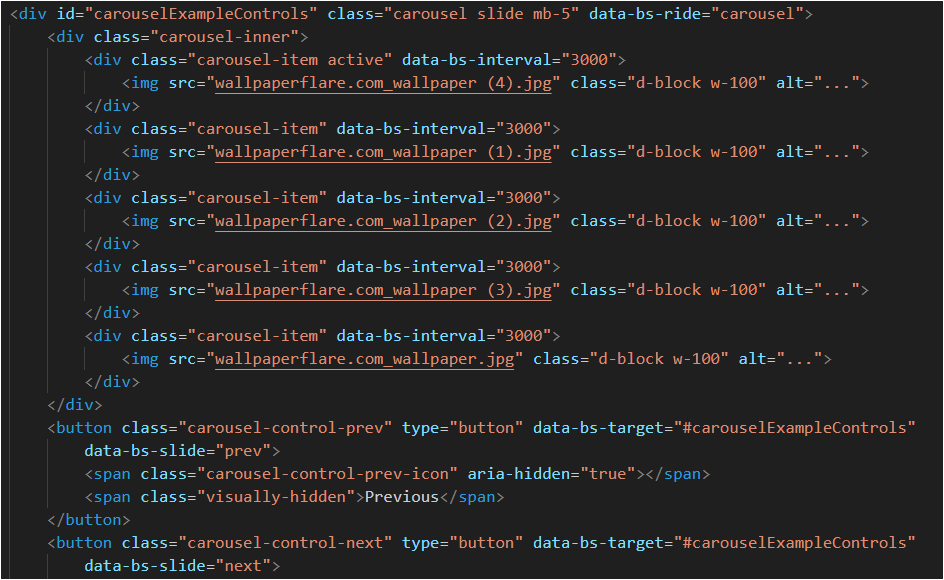 <div id="carouselExampleControls" class="carousel slide mb-5" data-bs-ride="carousel">
<div class="carousel-inner">
<div class="carousel-item active" data-bs-interval="3000">
<img src="wallpaperflare.com_wallpaper (4).jpg" class="d-block w-100" alt="...">
</div>
<div class="carousel-item" data-bs-interval="3000">
<img src="wallpaperflare.com_wallpaper (1).jpg" class="d-block w-100" alt="...">
</div>
<div class="carousel-item" data-bs-interval="3000">
<img src="wallpaperflare.com_wallpaper (2).jpg" class="d-block w-100" alt="...">
</div>
<div class="carousel-item" data-bs-interval="3000">
<img src="wallpaperflare.com_wallpaper (3).jpg" class="d-block w-100" alt="...">
</div>
<div class="carousel-item" data-bs-interval="3000">
<img src="wallpaperflare.com_wallpaper.jpg" class="d-block w-100" alt="...">
</div>
</div>
<button class="carousel-control-prev" type="button" data-bs-target="#carouselExampleControls"
data-bs-slide="prev">
<span class="carousel-control-prev-icon" aria-hidden="true"></span>
<span class="visually-hidden">Previous</span>
</button>
<button class="carousel-control-next" type="button" data-bs-target="#carouselExampleControls"
data-bs-slide="next">